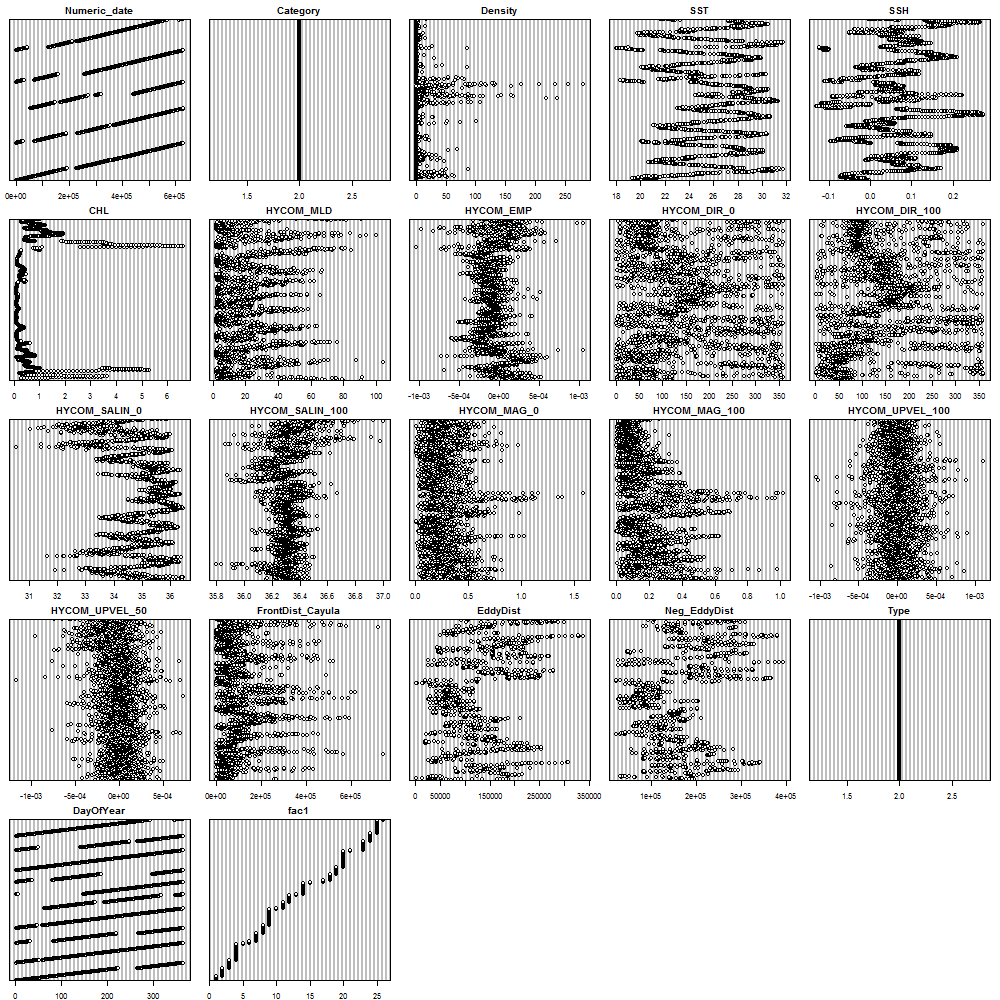 Numeric_date Category Density SST SSH
0e+00 2e+05 4e+05 6e+05 1.5 2.0 2.5 0 50 100 150 200 250 18 20 22 24 26 28 30 32 −0.1 0.0 0.1 0.2
CHL HYCOM_MLD HYCOM_EMP HYCOM_DIR_0 HYCOM_DIR_100
0 1 2 3 4 5 6 0 20 40 60 80 100 −1e−03 −5e−04 0e+00 5e−04 1e−03 0 50 100 150 200 250 300 350 0 50 100 150 200 250 300 350
HYCOM_SALIN_0 HYCOM_SALIN_100 HYCOM_MAG_0 HYCOM_MAG_100 HYCOM_UPVEL_100
31 32 33 34 35 36 35.8 36.0 36.2 36.4 36.6 36.8 37.0 0.0 0.5 1.0 1.5 0.0 0.2 0.4 0.6 0.8 1.0 −1e−03 −5e−04 0e+00 5e−04 1e−03
HYCOM_UPVEL_50 FrontDist_Cayula EddyDist Neg_EddyDist Type
−1e−03 −5e−04 0e+00 5e−04 0e+00 2e+05 4e+05 6e+05 0 50000 150000 250000 350000 1e+05 2e+05 3e+05 4e+05 1.5 2.0 2.5
DayOfYear fac1
0 100 200 300 0 5 10 15 20 25